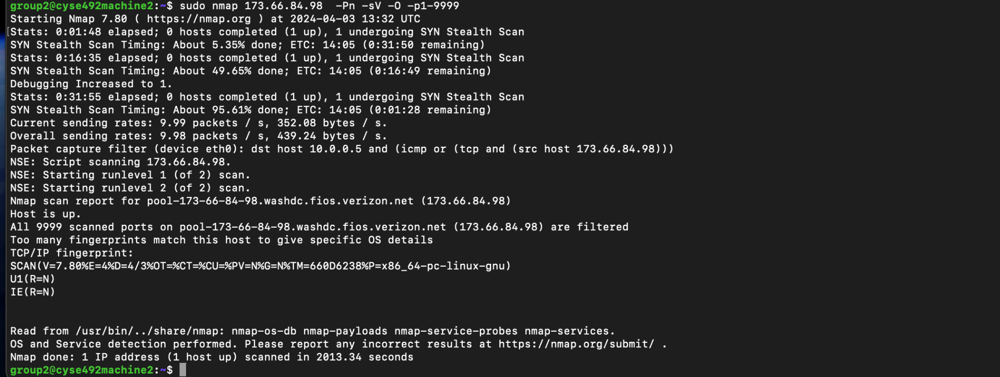 group2@cyse492machine2:~$ sudo nmap 173.66.84.98  -Pn -sV -O -p1-9999
Starting Nmap 7.80 ( https://nmap.org ) at 2024-04-03 13:32 UTC
[Stats: 0:01:48 elapsed; 0 hosts completed (1 up), 1 undergoing SYN Stealth Scan
SYN Stealth Scan Timing: About 5.35% done; ETC: 14:05 (0:31:50 remaining)
Stats: 0:16:35 elapsed; 0 hosts completed (1 up), 1 undergoing SYN Stealth Scan
SYN Stealth Scan Timing: About 49.65% done; ETC: 14:05 (0:16:49 remaining)
Debugging Increased to 1.
Stats: 0:31:55 elapsed; 0 hosts completed (1 up), 1 undergoing SYN Stealth Scan
SYN Stealth Scan Timing: About 95.61% done; ETC: 14:05 (0:01:28 remaining)
Current sending rates: 9.99 packets / s, 352.08 bytes / s.
Overall sending rates: 9.98 packets / s, 439.24 bytes / s.
Packet capture filter (device eth0): dst host 10.0.0.5 and (icmp or (tcp and (src host 173.66.84.98)))
NSE: Script scanning 173.66.84.98.
NSE: Starting runlevel 1 (of 2) scan.
NSE: Starting runlevel 2 (of 2) scan.
Nmap scan report for pool-173-66-84-98.washdc.fios.verizon.net (173.66.84.98)
Host is up.
All 9999 scanned ports on pool-173-66-84-98.washdc.fios.verizon.net (173.66.84.98) are filtered
Too many fingerprints match this host to give specific OS details
TCP/IP fingerprint:
SCAN(V=7.80%E=4%D=4/3%OT=%CT=%CU=%PV=N%G=N%TM=660D6238%P=x86_64-pc-linux-gnu)
U1(R=N)
IE(R=N)
Read from /usr/bin/../share/nmap: nmap-os-db nmap-payloads nmap-service-probes nmap-services.
OS and Service detection performed. Please report any incorrect results at https://nmap.org/submit/ .
Nmap done: 1 IP address (1 host up) scanned in 2013.34 seconds
group2@cyse492machine2:~$